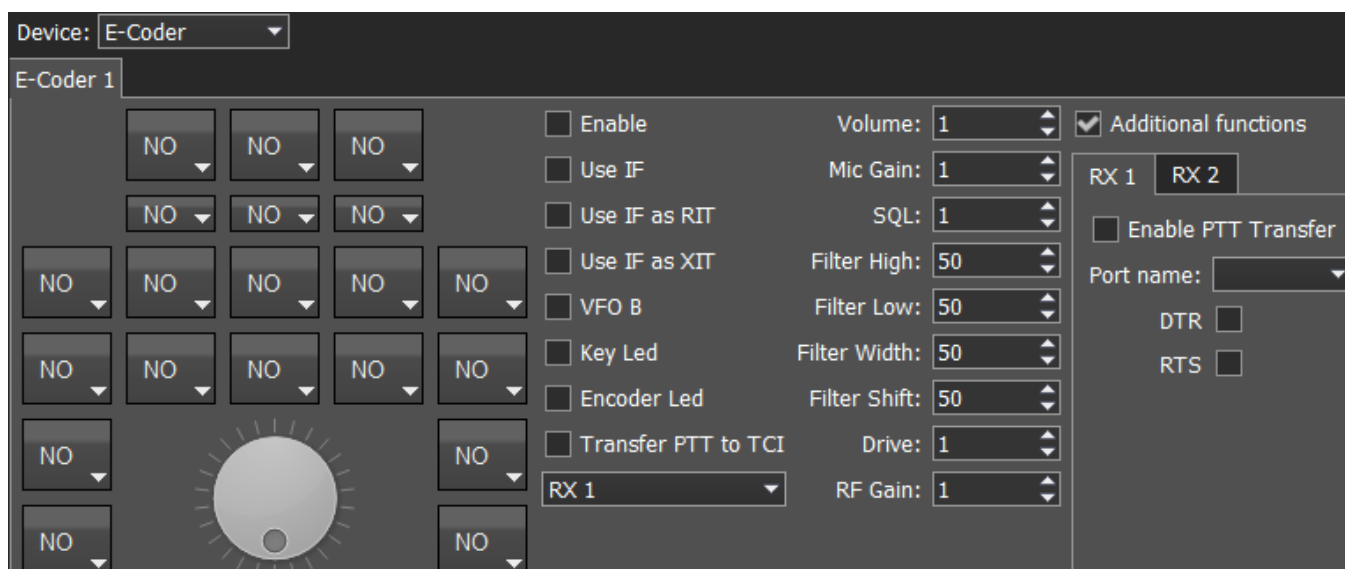 Device: E-Coder
E-Coder 1
NO NO NO
NO NO NO
NO NO NO NO NO
NO NO NO NO NO
NO NO
NO NO
Enable
Use IF
Use IF as RIT
Use IF as XIT
VFO B
Key Led
Encoder Led
Transfer PTT to TCI
RX 1
Volume: 1
Mic Gain: 1
SQL: 1
Filter High: 50
Filter Low: 50
Filter Width: 50
Filter Shift: 50
Drive: 1
RF Gain: 1
Additional functions
RX 1 RX 2
Enable PTT Transfer
Port name:
DTR
RTS